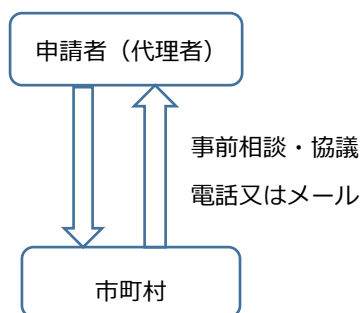 申請者（代理者）
事前相談・協議
電話又はメール
市町村